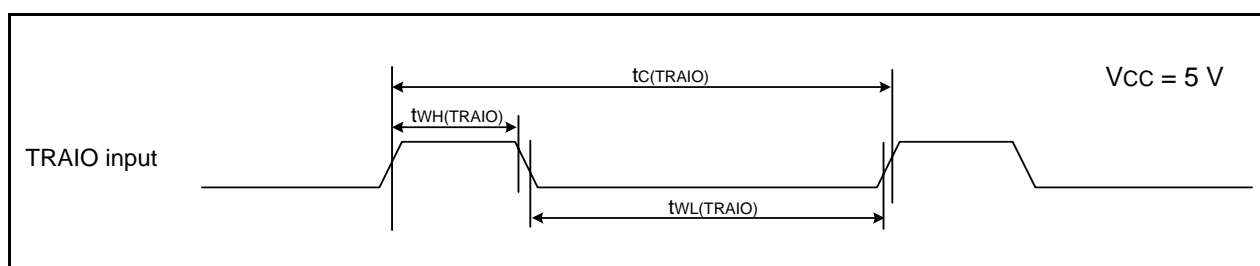 tC(TRAIO)
VCC = 5 V
tWH(TRAIO)
TRAIO input
tWL(TRAIO)